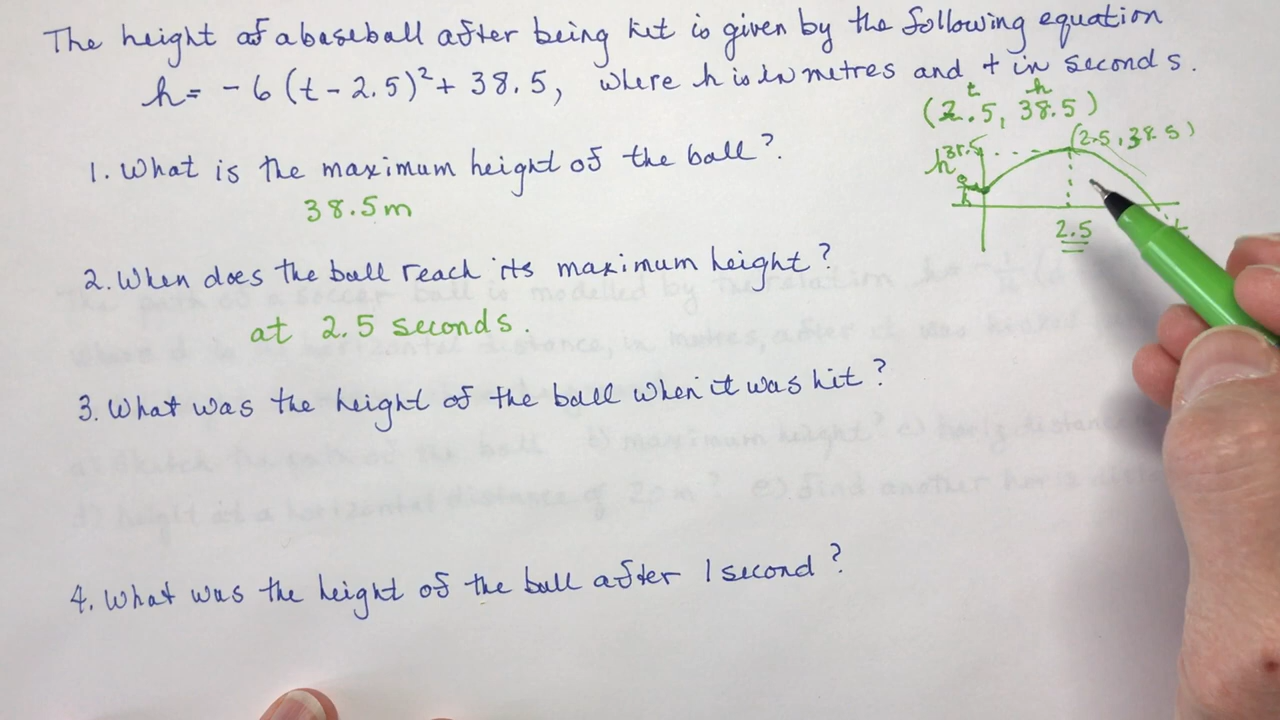 The height of a baseball after being hit is given by the following equation
h = -6(t - 2.5)² + 38.5, where h is in metres and t in seconds.
t h
(2.5, 38.5)
1. What is the maximum height of the ball?
38.5m
h 38.5 (2.5, 38.5)
2.5 t
2. When does the ball reach its maximum height?
at 2.5 seconds.
3. What was the height of the ball when it was hit?
4. What was the height of the ball after 1 second?